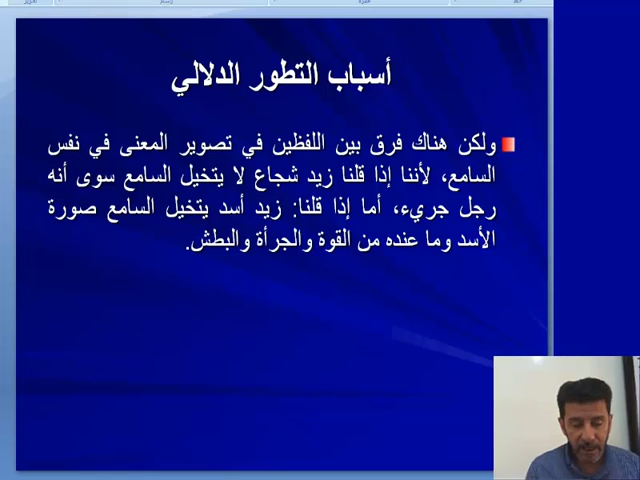 أسباب التطور الدلالي
ولكن هناك فرق بين اللفظين في تصوير المعنى في نفس
السامع، لأننا إذا قلنا زيد شجاع لا يتخيل السامع سوى أنه
رجل جريء، أما إذا قلنا: زيد أسد يتخيل السامع صورة
الأسد وما عنده من القوة والجرأة والبطش.